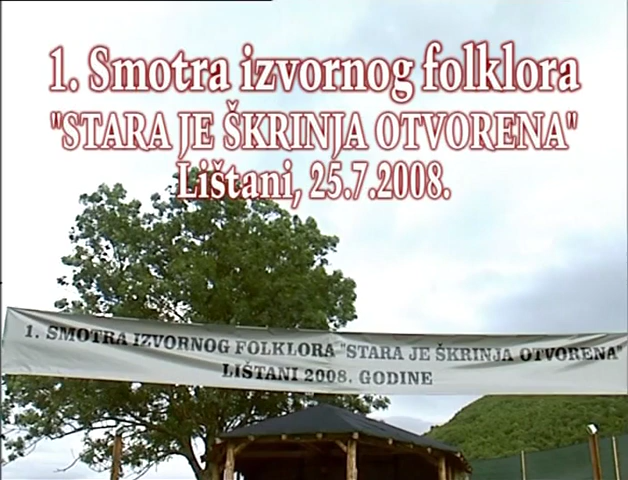 1. Smotra izvornog folklora
"STARA JE ŠKRINJA OTVORENA"
Lištani, 25.7.2008.
1. SMOTRA IZVORNOG FOLKLORA "STARA JE ŠKRINJA OTVORENA"
LIŠTANI 2008. GODINE